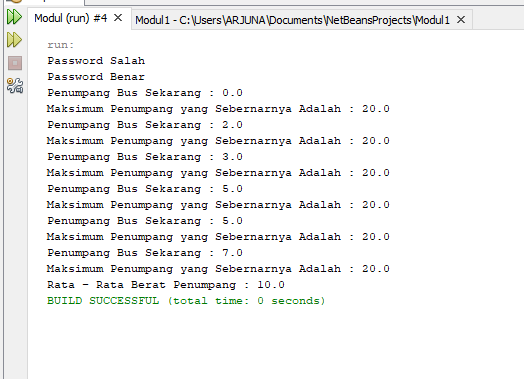 Modul (run) #4 × Modul1 - C:\Users\ARJUNA\Documents\NetBeansProjects\Modul1 ×
run:
Password Salah
Password Benar
Penumpang Bus Sekarang : 0.0
Maksimum Penumpang yang Sebernarnya Adalah : 20.0
Penumpang Bus Sekarang : 2.0
Maksimum Penumpang yang Sebernarnya Adalah : 20.0
Penumpang Bus Sekarang : 3.0
Maksimum Penumpang yang Sebernarnya Adalah : 20.0
Penumpang Bus Sekarang : 5.0
Maksimum Penumpang yang Sebernarnya Adalah : 20.0
Penumpang Bus Sekarang : 5.0
Maksimum Penumpang yang Sebernarnya Adalah : 20.0
Penumpang Bus Sekarang : 7.0
Maksimum Penumpang yang Sebernarnya Adalah : 20.0
Rata - Rata Berat Penumpang : 10.0
BUILD SUCCESSFUL (total time: 0 seconds)